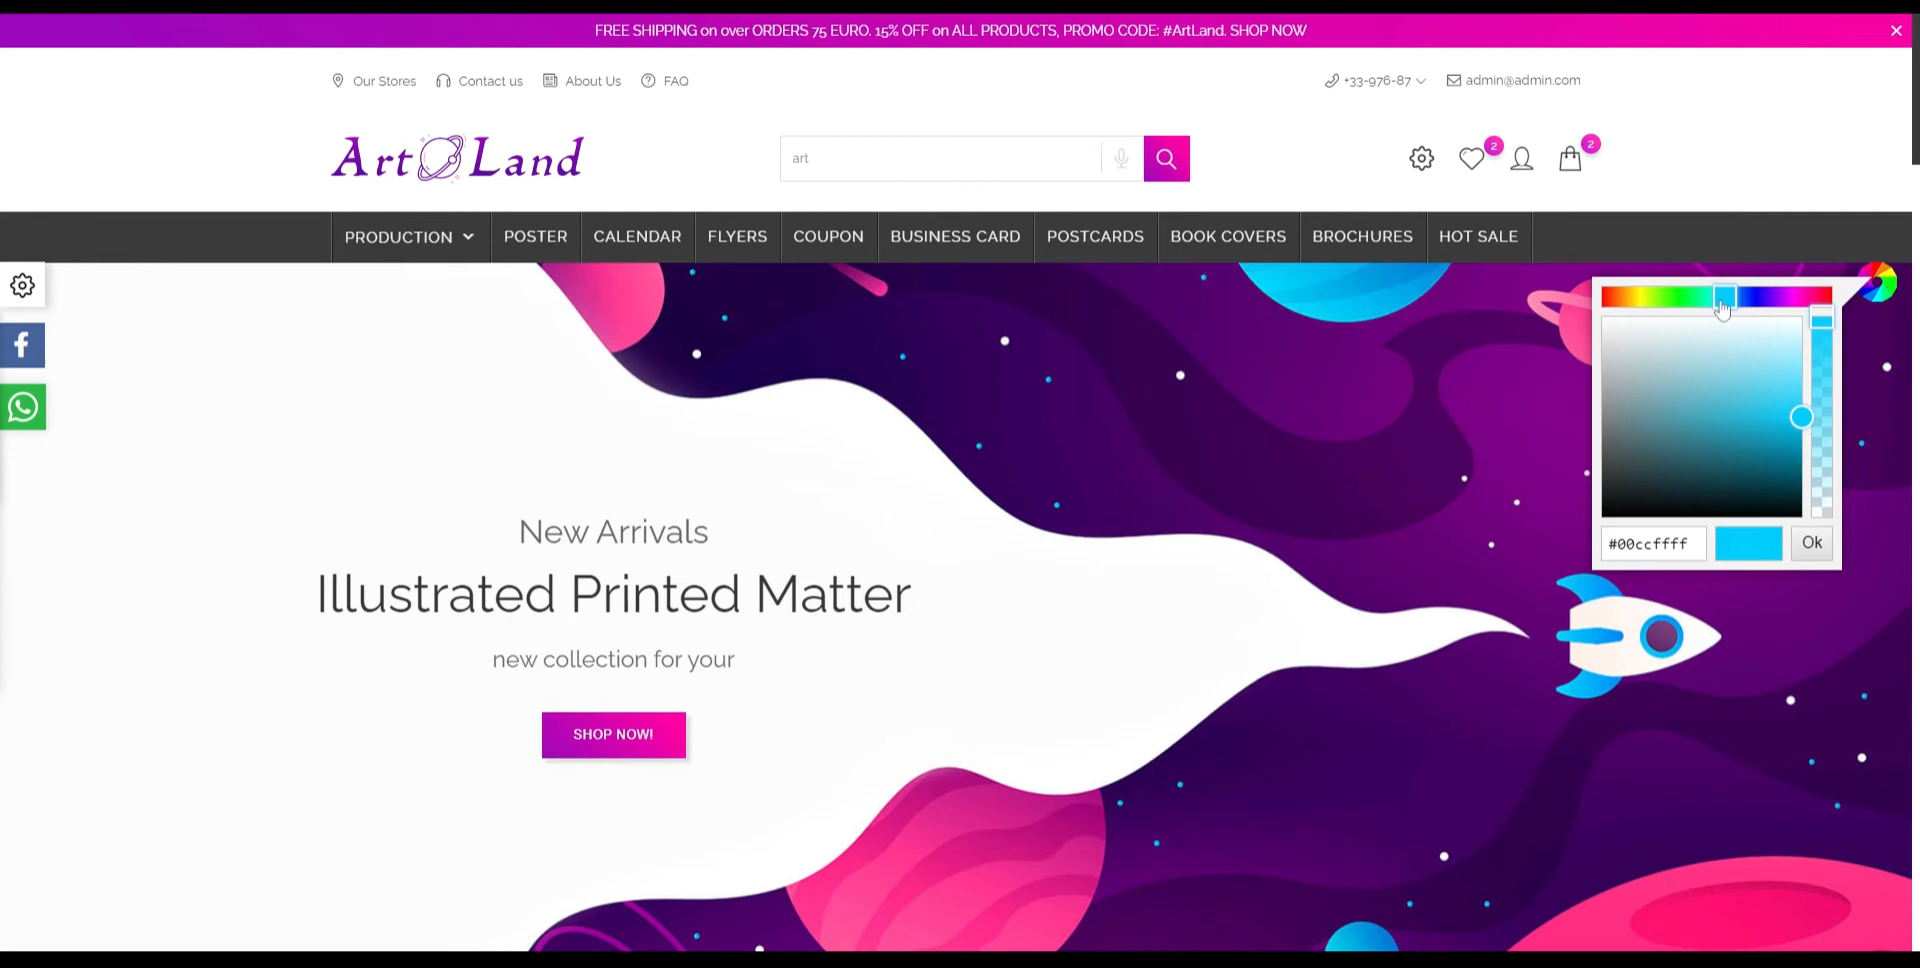 FREE SHIPPING on over ORDERS 75 EURO. 15% OFF on ALL PRODUCTS, PROMO CODE: #ArtLand. SHOP NOW
Our Stores Contact us About Us FAQ +33-976-87 admin@admin.com
Art Land art 2 2
PRODUCTION POSTER CALENDAR FLYERS COUPON BUSINESS CARD POSTCARDS BOOK COVERS BROCHURES HOT SALE
New Arrivals
#00ccffff Ok
Illustrated Printed Matter
new collection for your
SHOP NOW!